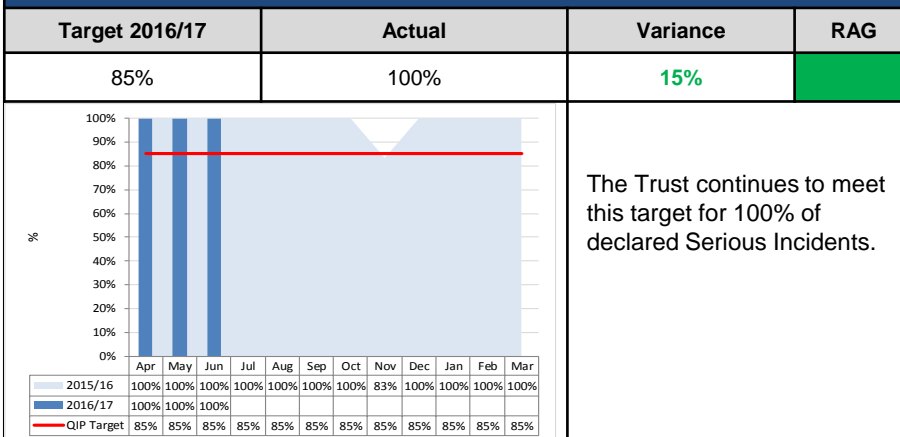 Target 2016/17 Actual Variance RAG
85% 100% 15%
100%
90%
80%
70%
60%
50%
40%
30%
20%
10%
0%
%
Apr May Jun Jul Aug Sep Oct Nov Dec Jan Feb Mar
2015/16 100% 100% 100% 100% 100% 100% 100% 83% 100% 100% 100% 100%
2016/17 100% 100% 100%
QIP Target 85% 85% 85% 85% 85% 85% 85% 85% 85% 85% 85% 85%
The Trust continues to meet
this target for 100% of
declared Serious Incidents.